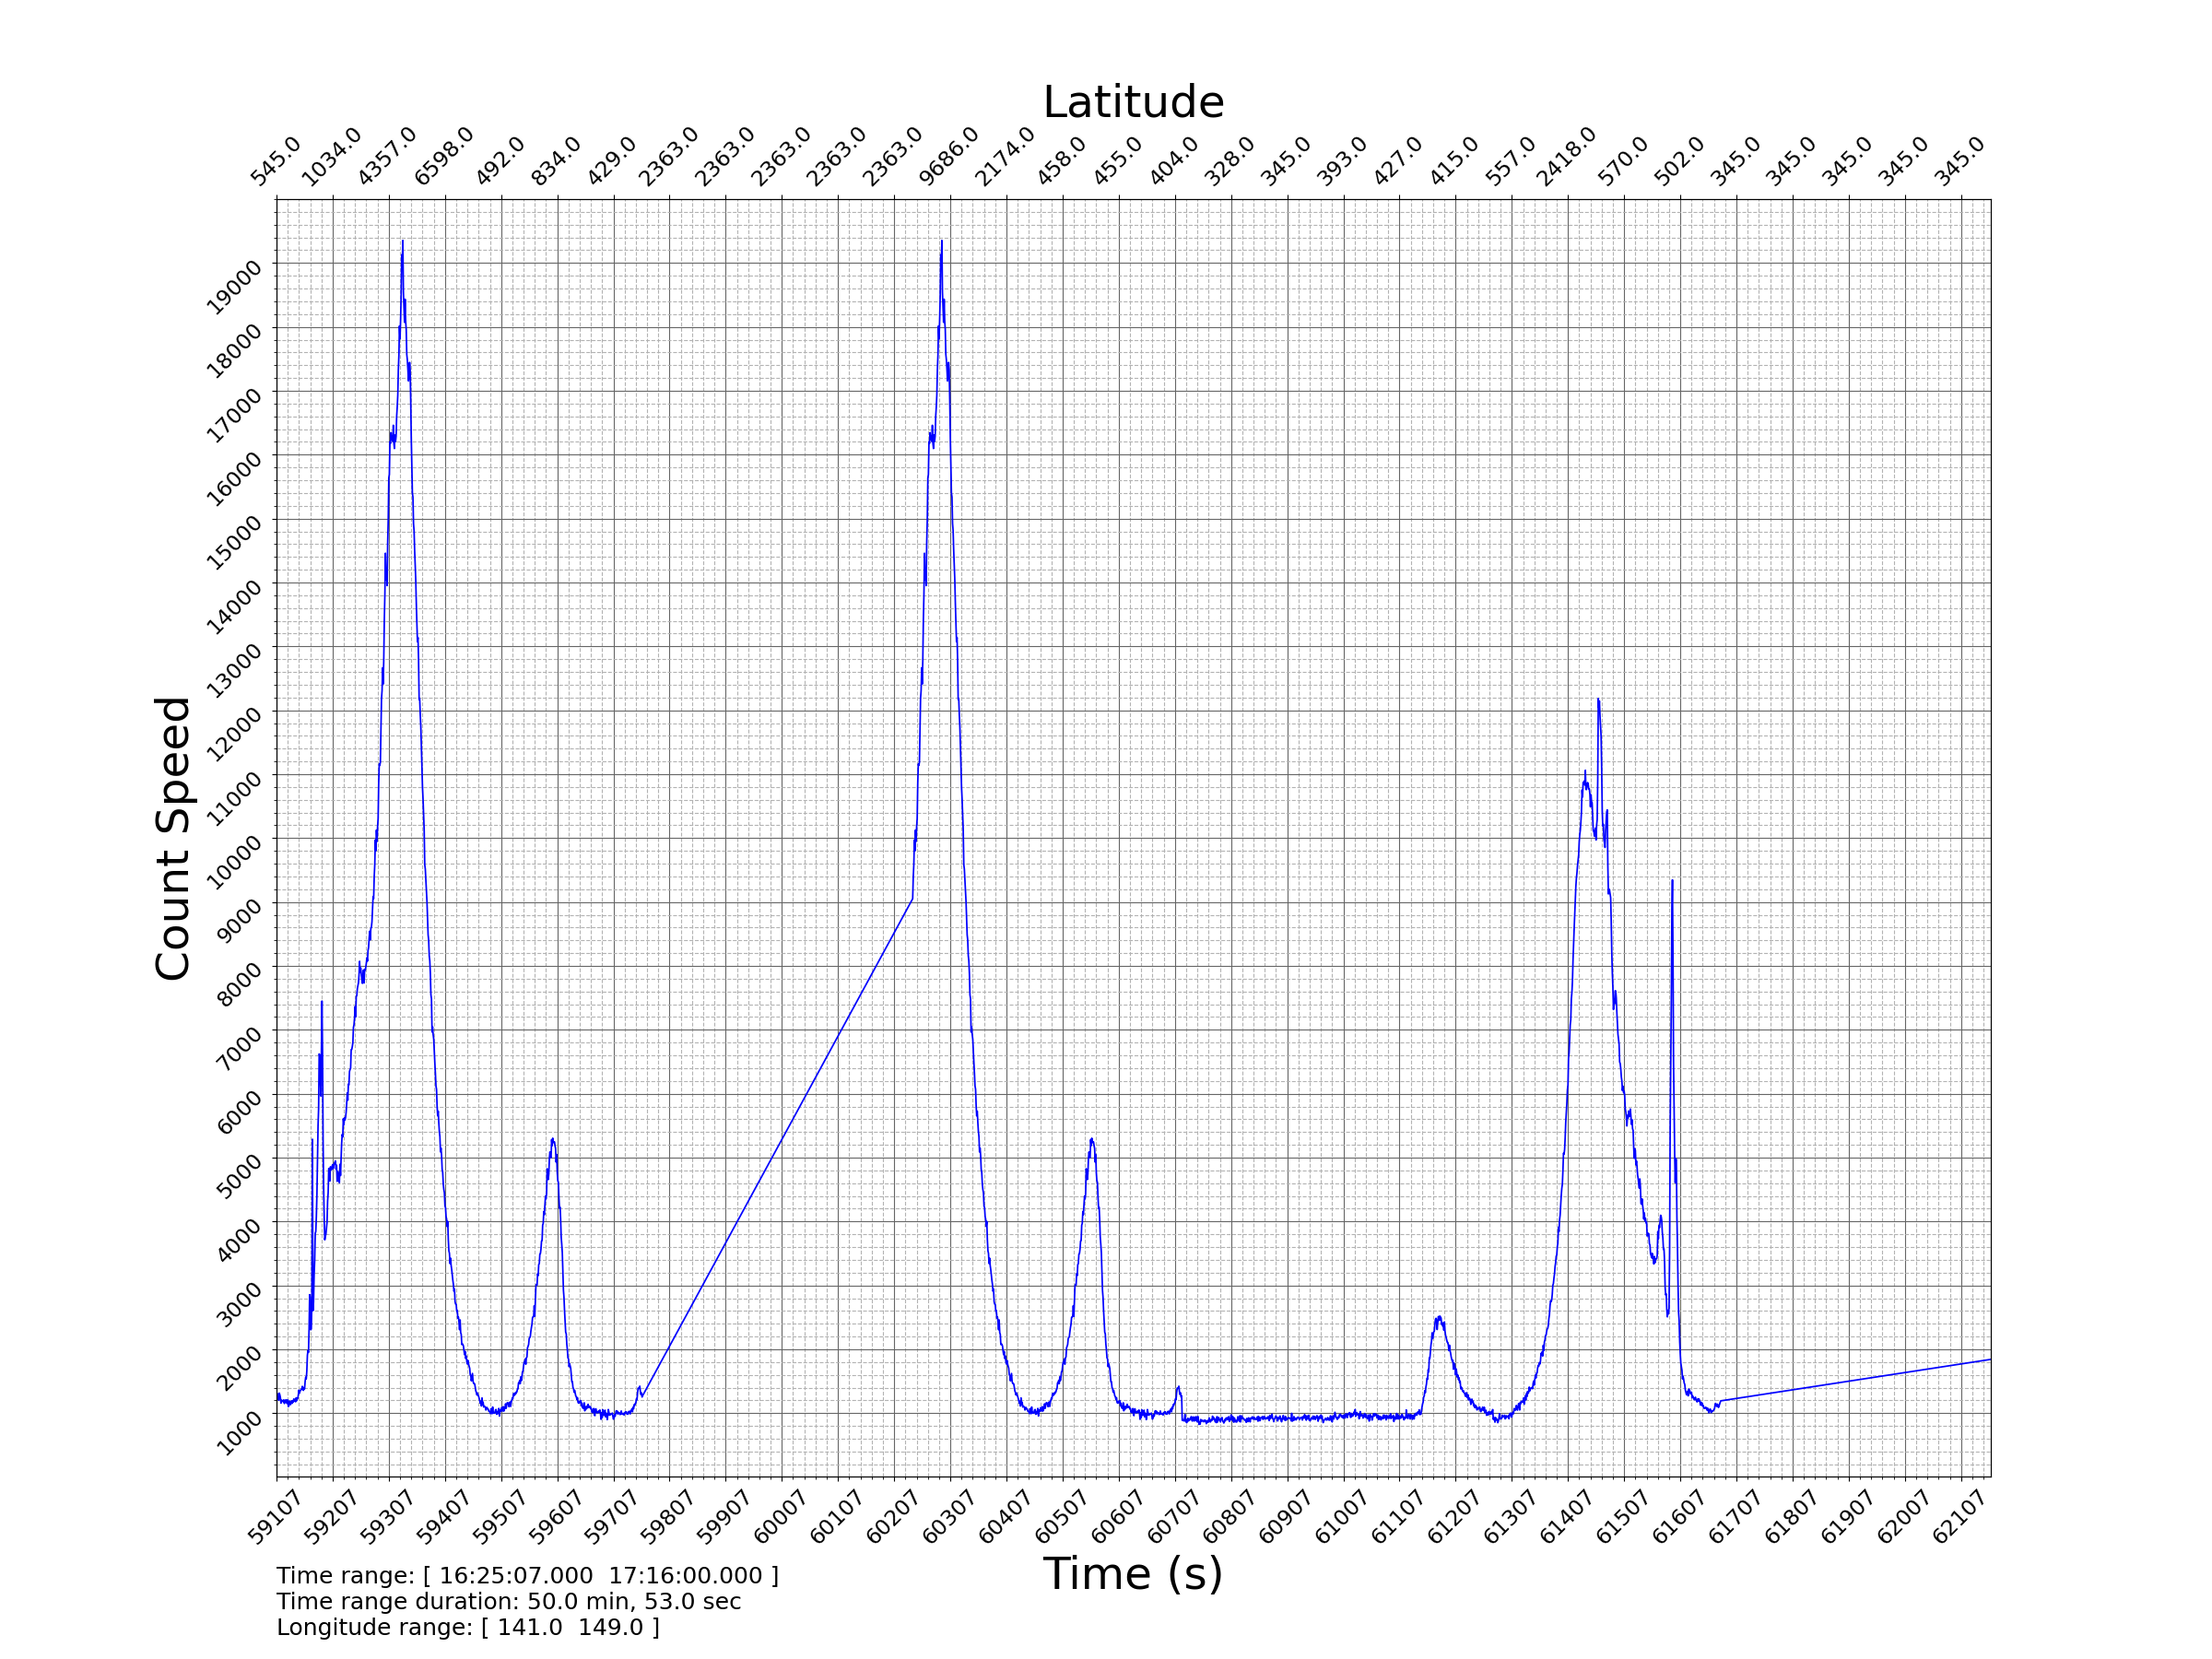 Latitude
545.0 1034.0 4357.0 6598.0 492.0 834.0 429.0 2363.0 2363.0 2363.0 2363.0 2363.0 9686.0 2174.0 458.0 455.0 404.0 328.0 345.0 393.0 427.0 415.0 557.0 2418.0 570.0 502.0 345.0 345.0 345.0 345.0 345.0
Count Speed
19000
18000
17000
16000
15000
14000
13000
12000
11000
10000
9000
8000
7000
6000
5000
4000
3000
2000
1000
59107 59207 59307 59407 59507 59607 59707 59807 59907 60007 60107 60207 60307 60407 60507 60607 60707 60807 60907 61007 61107 61207 61307 61407 61507 61607 61707 61807 61907 62007 62107
Time (s)
Time range: [ 16:25:07.000  17:16:00.000 ]
Time range duration: 50.0 min, 53.0 sec
Longitude range: [ 141.0  149.0 ]